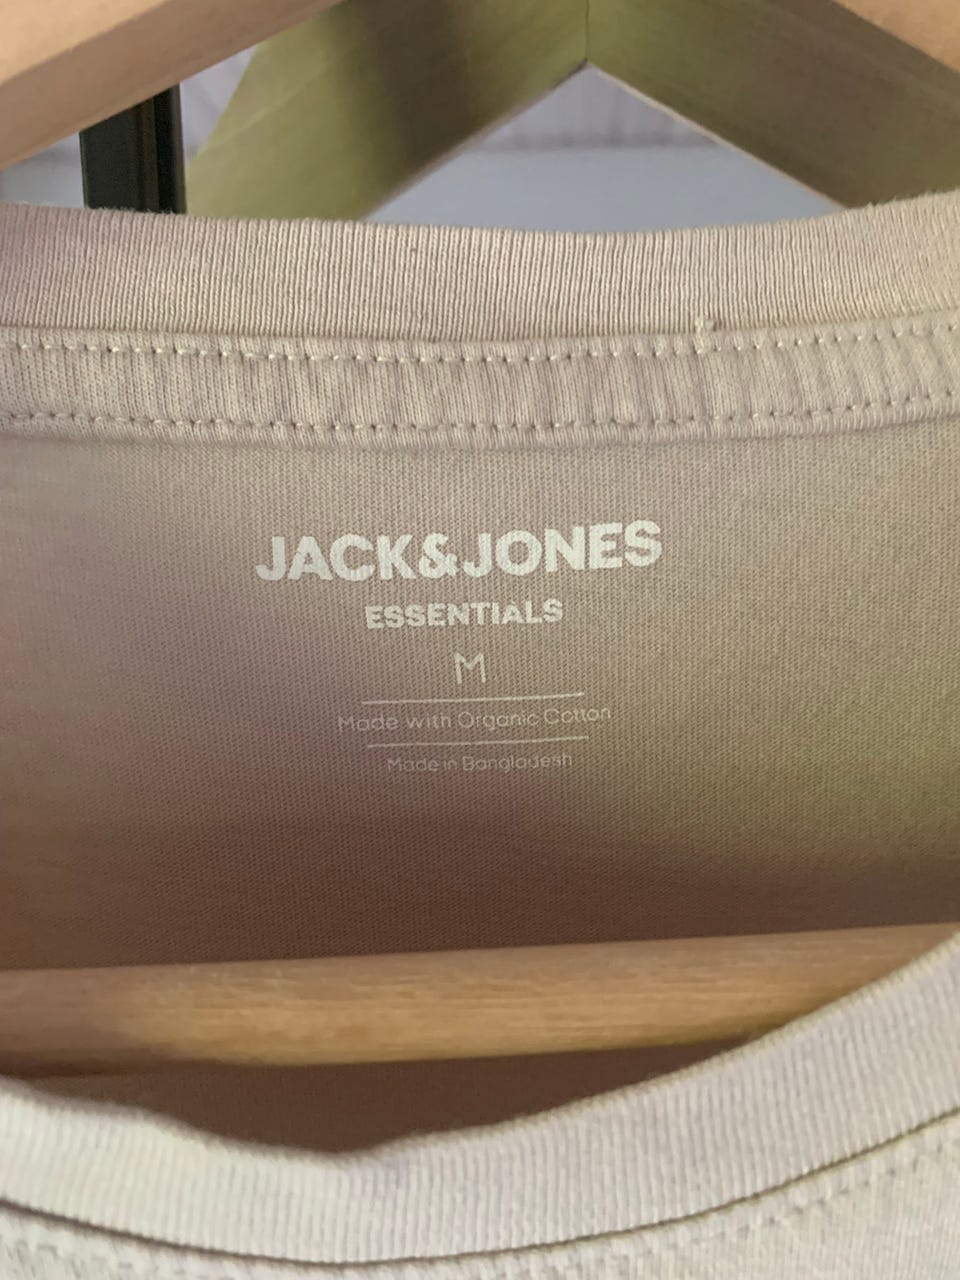 JACK&JONES
ESSENTIALS
M
Made with Organic Cotton
Made in Bangladesh